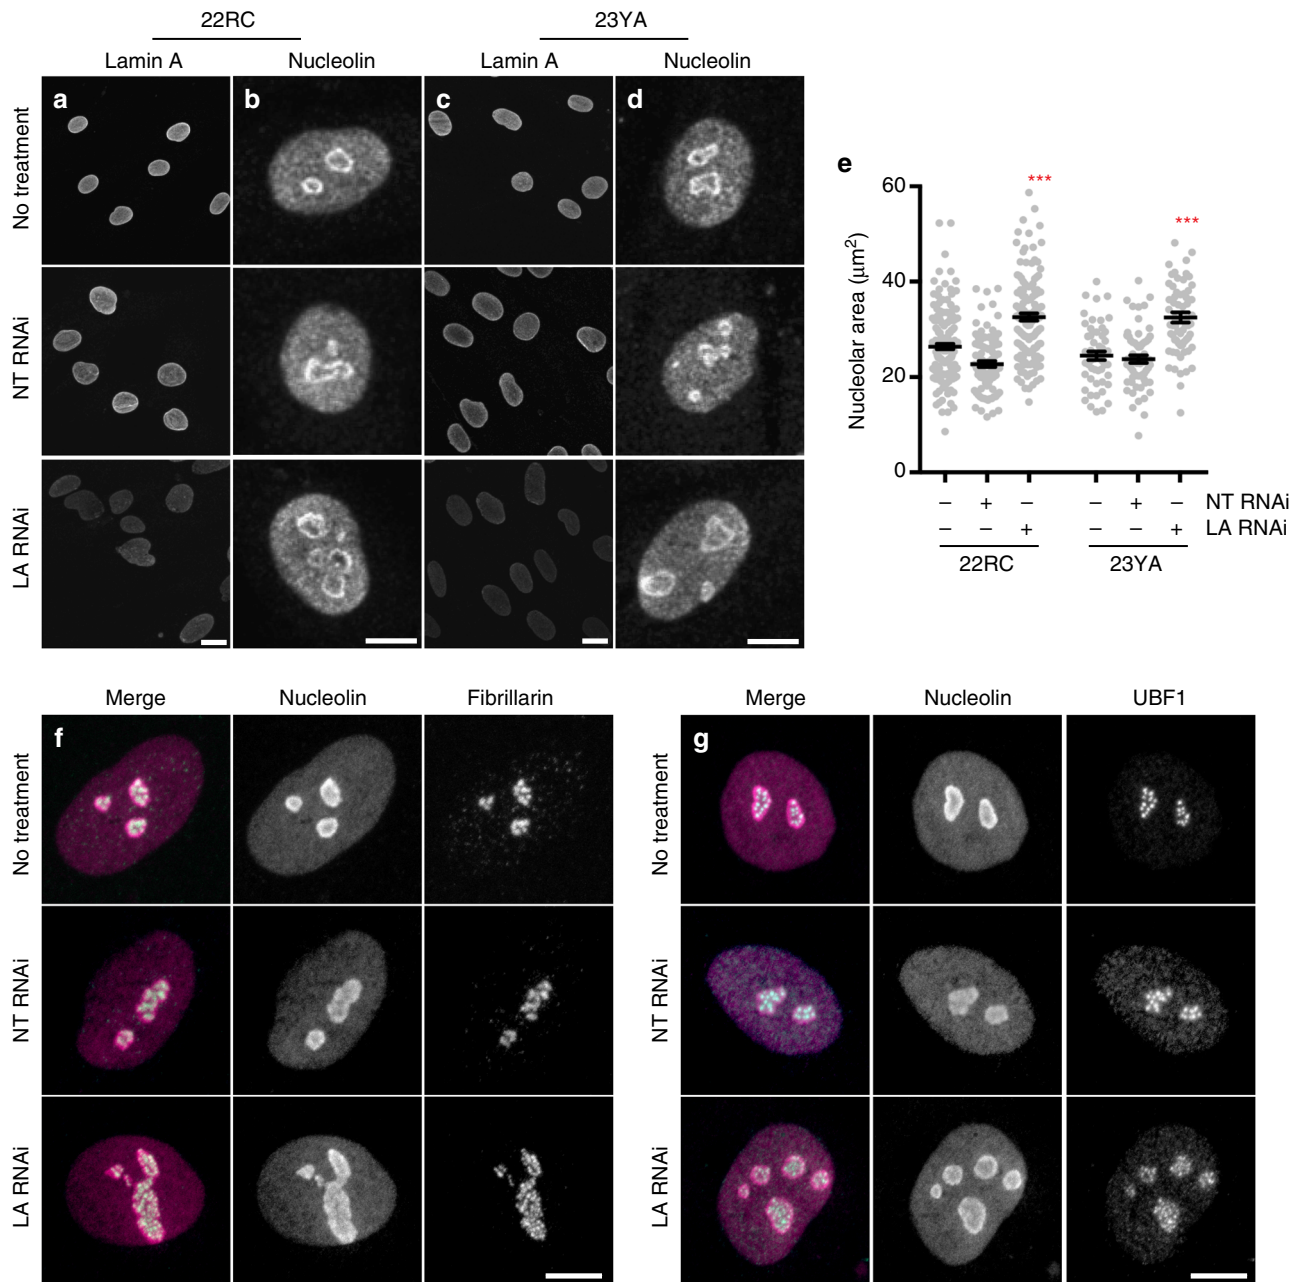 22RC 23YA
Lamin A Nucleolin Lamin A Nucleolin
a b c d
No treatment
NT RNAi
LA RNAi
e
***
***
Nucleolar area (μm²)
60
40
20
0
– + – – + – NT RNAi
– – + – – + LA RNAi
22RC 23YA
Merge Nucleolin Fibrillarin
f
No treatment
NT RNAi
LA RNAi
Merge Nucleolin UBF1
g
No treatment
NT RNAi
LA RNAi